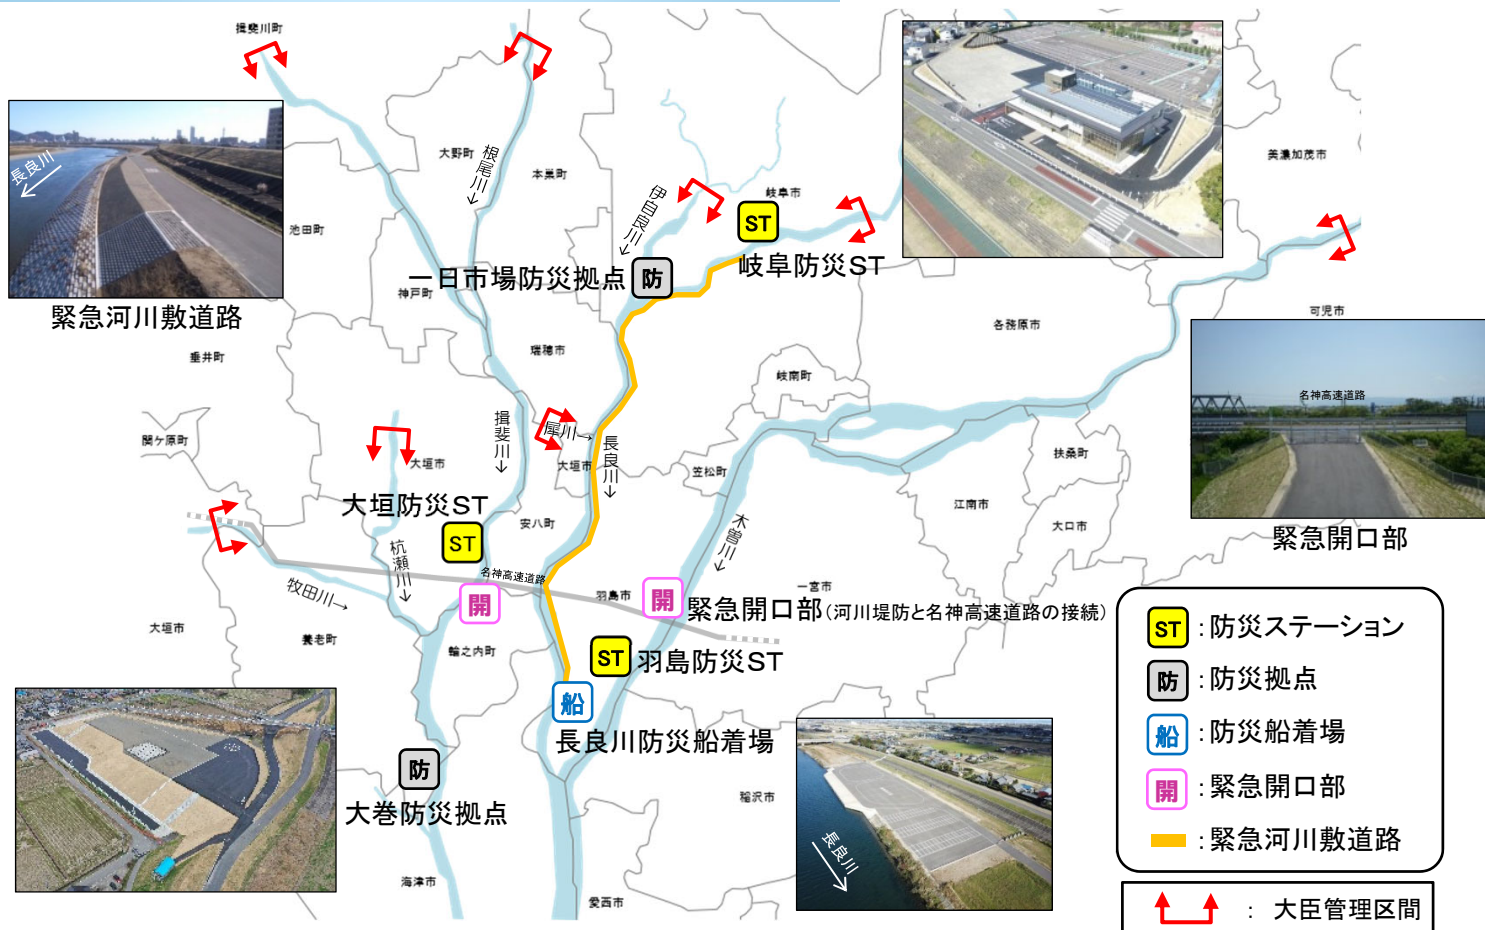 揖斐川町
大野町
根尾川→
本巣町
伊自良川→
岐阜市
美濃加茂市
長良川
池田町
ST
岐阜防災ST
一日市場防災拠点
防
神戸町
緊急河川敷道路
各務原市
可児市
垂井町
瑞穂市
岐南町
名神高速道路
関ケ原町
揖斐川→
犀川→
長良川→
大垣市
大垣市
笠松町
扶桑町
大垣防災ST
江南市
安八町
大口市
木曽川→
緊急開口部
ST
杭瀬川→
名神高速道路
牧田川→
開
羽島市
開
一宮市
緊急開口部(河川堤防と名神高速道路の接続)
大垣市
養老町
輪之内町
ST
羽島防災ST
船
長良川防災船着場
防
大巻防災拠点
稲沢市
長良川
海津市
愛西市
ST : 防災ステーション
防 : 防災拠点
船 : 防災船着場
開 : 緊急開口部
: 緊急河川敷道路
: 大臣管理区間